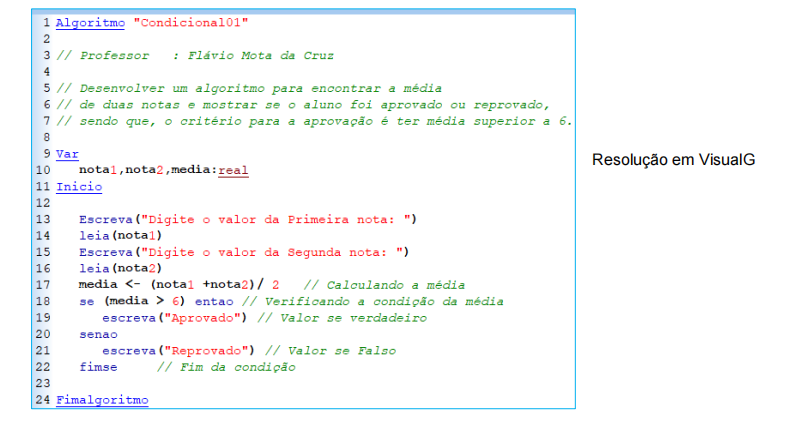 1 Algoritmo "Condicional01"
2
3 // Professor   : Flávio Mota da Cruz
4
5 // Desenvolver um algoritmo para encontrar a média
6 // de duas notas e mostrar se o aluno foi aprovado ou reprovado,
7 // sendo que, o critério para a aprovação é ter média superior a 6.
8
9 Var
10    nota1,nota2,media:real
11 Inicio
12
13    Escreva("Digite o valor da Primeira nota: ")
14    leia(nota1)
15    Escreva("Digite o valor da Segunda nota: ")
16    leia(nota2)
17    media <- (nota1 +nota2)/ 2   // Calculando a média
18    se (media > 6) entao // Verificando a condição da média
19       escreva("Aprovado") // Valor se verdadeiro
20    senao
21       escreva("Reprovado") // Valor se Falso
22    fimse     // Fim da condição
23
24 Fimalgoritmo
Resolução em VisualG